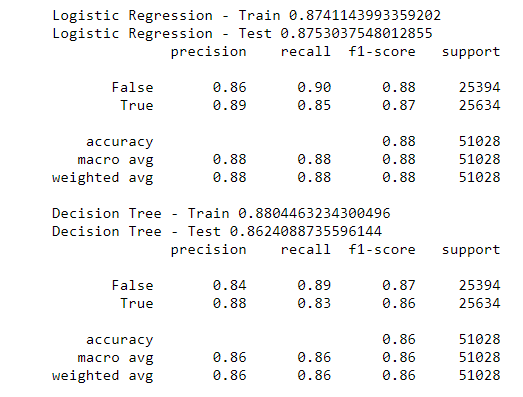 Logistic Regression - Train 0.8741143993359202
Logistic Regression - Test 0.8753037548012855
precision recall f1-score support
False 0.86 0.90 0.88 25394
True 0.89 0.85 0.87 25634
accuracy 0.88 51028
macro avg 0.88 0.88 0.88 51028
weighted avg 0.88 0.88 0.88 51028
Decision Tree - Train 0.8804463234300496
Decision Tree - Test 0.8624088735596144
precision recall f1-score support
False 0.84 0.89 0.87 25394
True 0.88 0.83 0.86 25634
accuracy 0.86 51028
macro avg 0.86 0.86 0.86 51028
weighted avg 0.86 0.86 0.86 51028